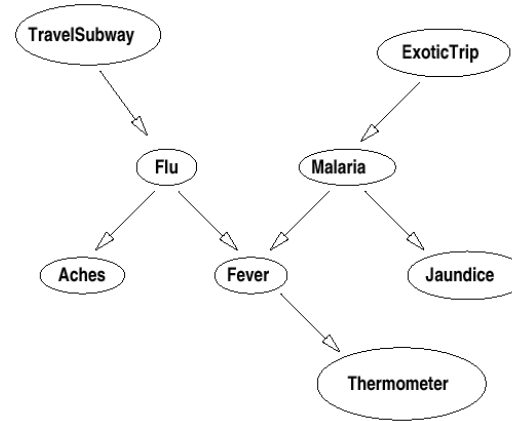 TravelSubway
ExoticTrip
Flu
Malaria
Aches
Fever
Jaundice
Thermometer